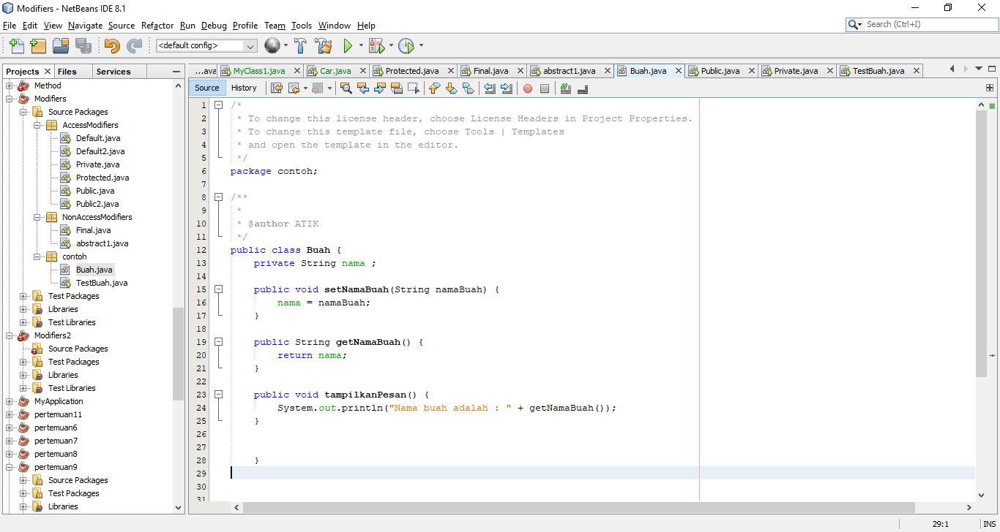 Modifiers - NetBeans IDE 8.1
File Edit View Navigate Source Refactor Run Debug Profile Team Tools Window Help
Search (Ctrl+I)
<default config>
Projects Files Services
Method
Modifiers
Source Packages
AccessModifiers
Default.java
Default2.java
Private.java
Protected.java
Public.java
Public2.java
NonAccessModifiers
Final.java
abstract1.java
contoh
Buah.java
TestBuah.java
Test Packages
Libraries
Test Libraries
Modifiers2
Source Packages
Test Packages
Libraries
Test Libraries
MyApplication
pertemuan11
pertemuan6
pertemuan7
pertemuan8
pertemuan9
Source Packages
Test Packages
Libraries
...ava MyClass1.java Car.java Protected.java Final.java abstract1.java Buah.java Public.java Private.java TestBuah.java
Source History
1 /*
2 * To change this license header, choose License Headers in Project Properties.
3 * To change this template file, choose Tools | Templates
4 * and open the template in the editor.
5 */
6 package contoh;
7
8 /**
9 *
10 * @author ATIK
11 */
12 public class Buah {
13 private String nama ;
14
15 public void setNamaBuah(String namaBuah) {
16 nama = namaBuah;
17 }
18
19 public String getNamaBuah() {
20 return nama;
21 }
22
23 public void tampilkanPesan() {
24 System.out.println("Nama buah adalah : " + getNamaBuah());
25 }
26
27
28 }
29
30
31
29:1 INS